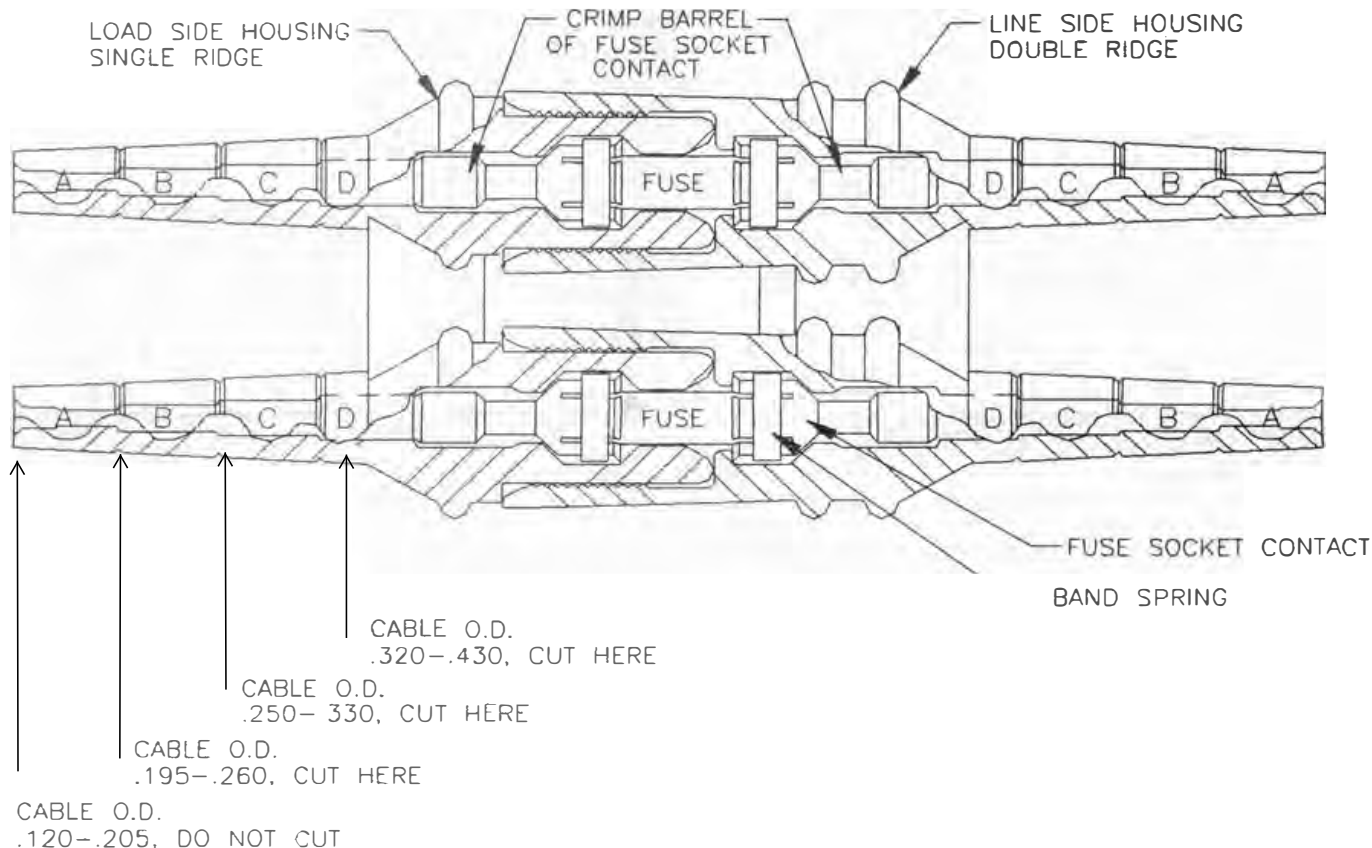 LOAD SIDE HOUSING
SINGLE RIDGE
CRIMP BARREL
OF FUSE SOCKET
CONTACT
LINE SIDE HOUSING
DOUBLE RIDGE
A B C D FUSE D C B A
A B C D FUSE D C B A
FUSE SOCKET CONTACT
BAND SPRING
CABLE O.D.
.320-.430, CUT HERE
CABLE O.D.
.250- 330, CUT HERE
CABLE O.D.
.195-.260, CUT HERE
CABLE O.D.
.120-.205, DO NOT CUT